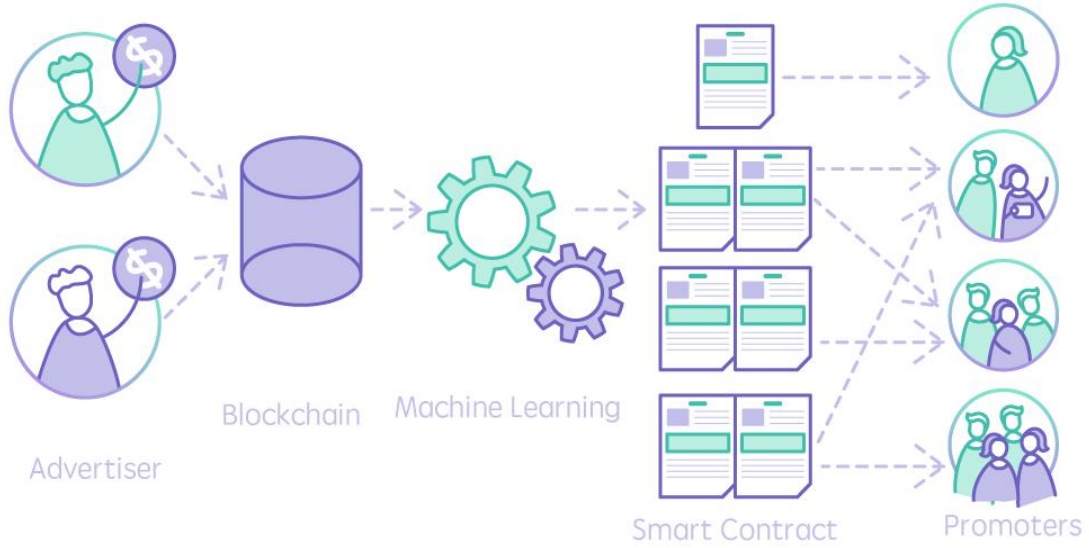 $
$
Blockchain
Machine Learning
Advertiser
Smart Contract
Promoters